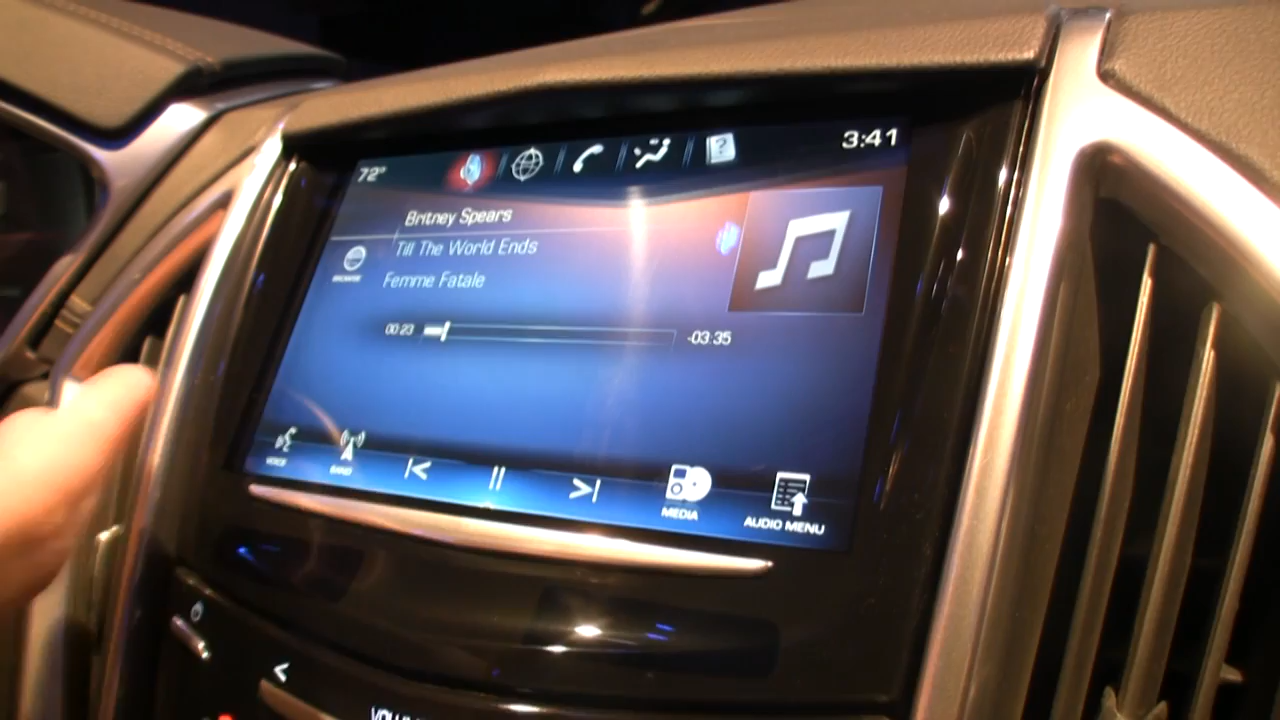 72°
3:41
Britney Spears
Till The World Ends
BROWSE
Femme Fatale
00:23
-03:35
VOICE
BAND
MEDIA
AUDIO MENU